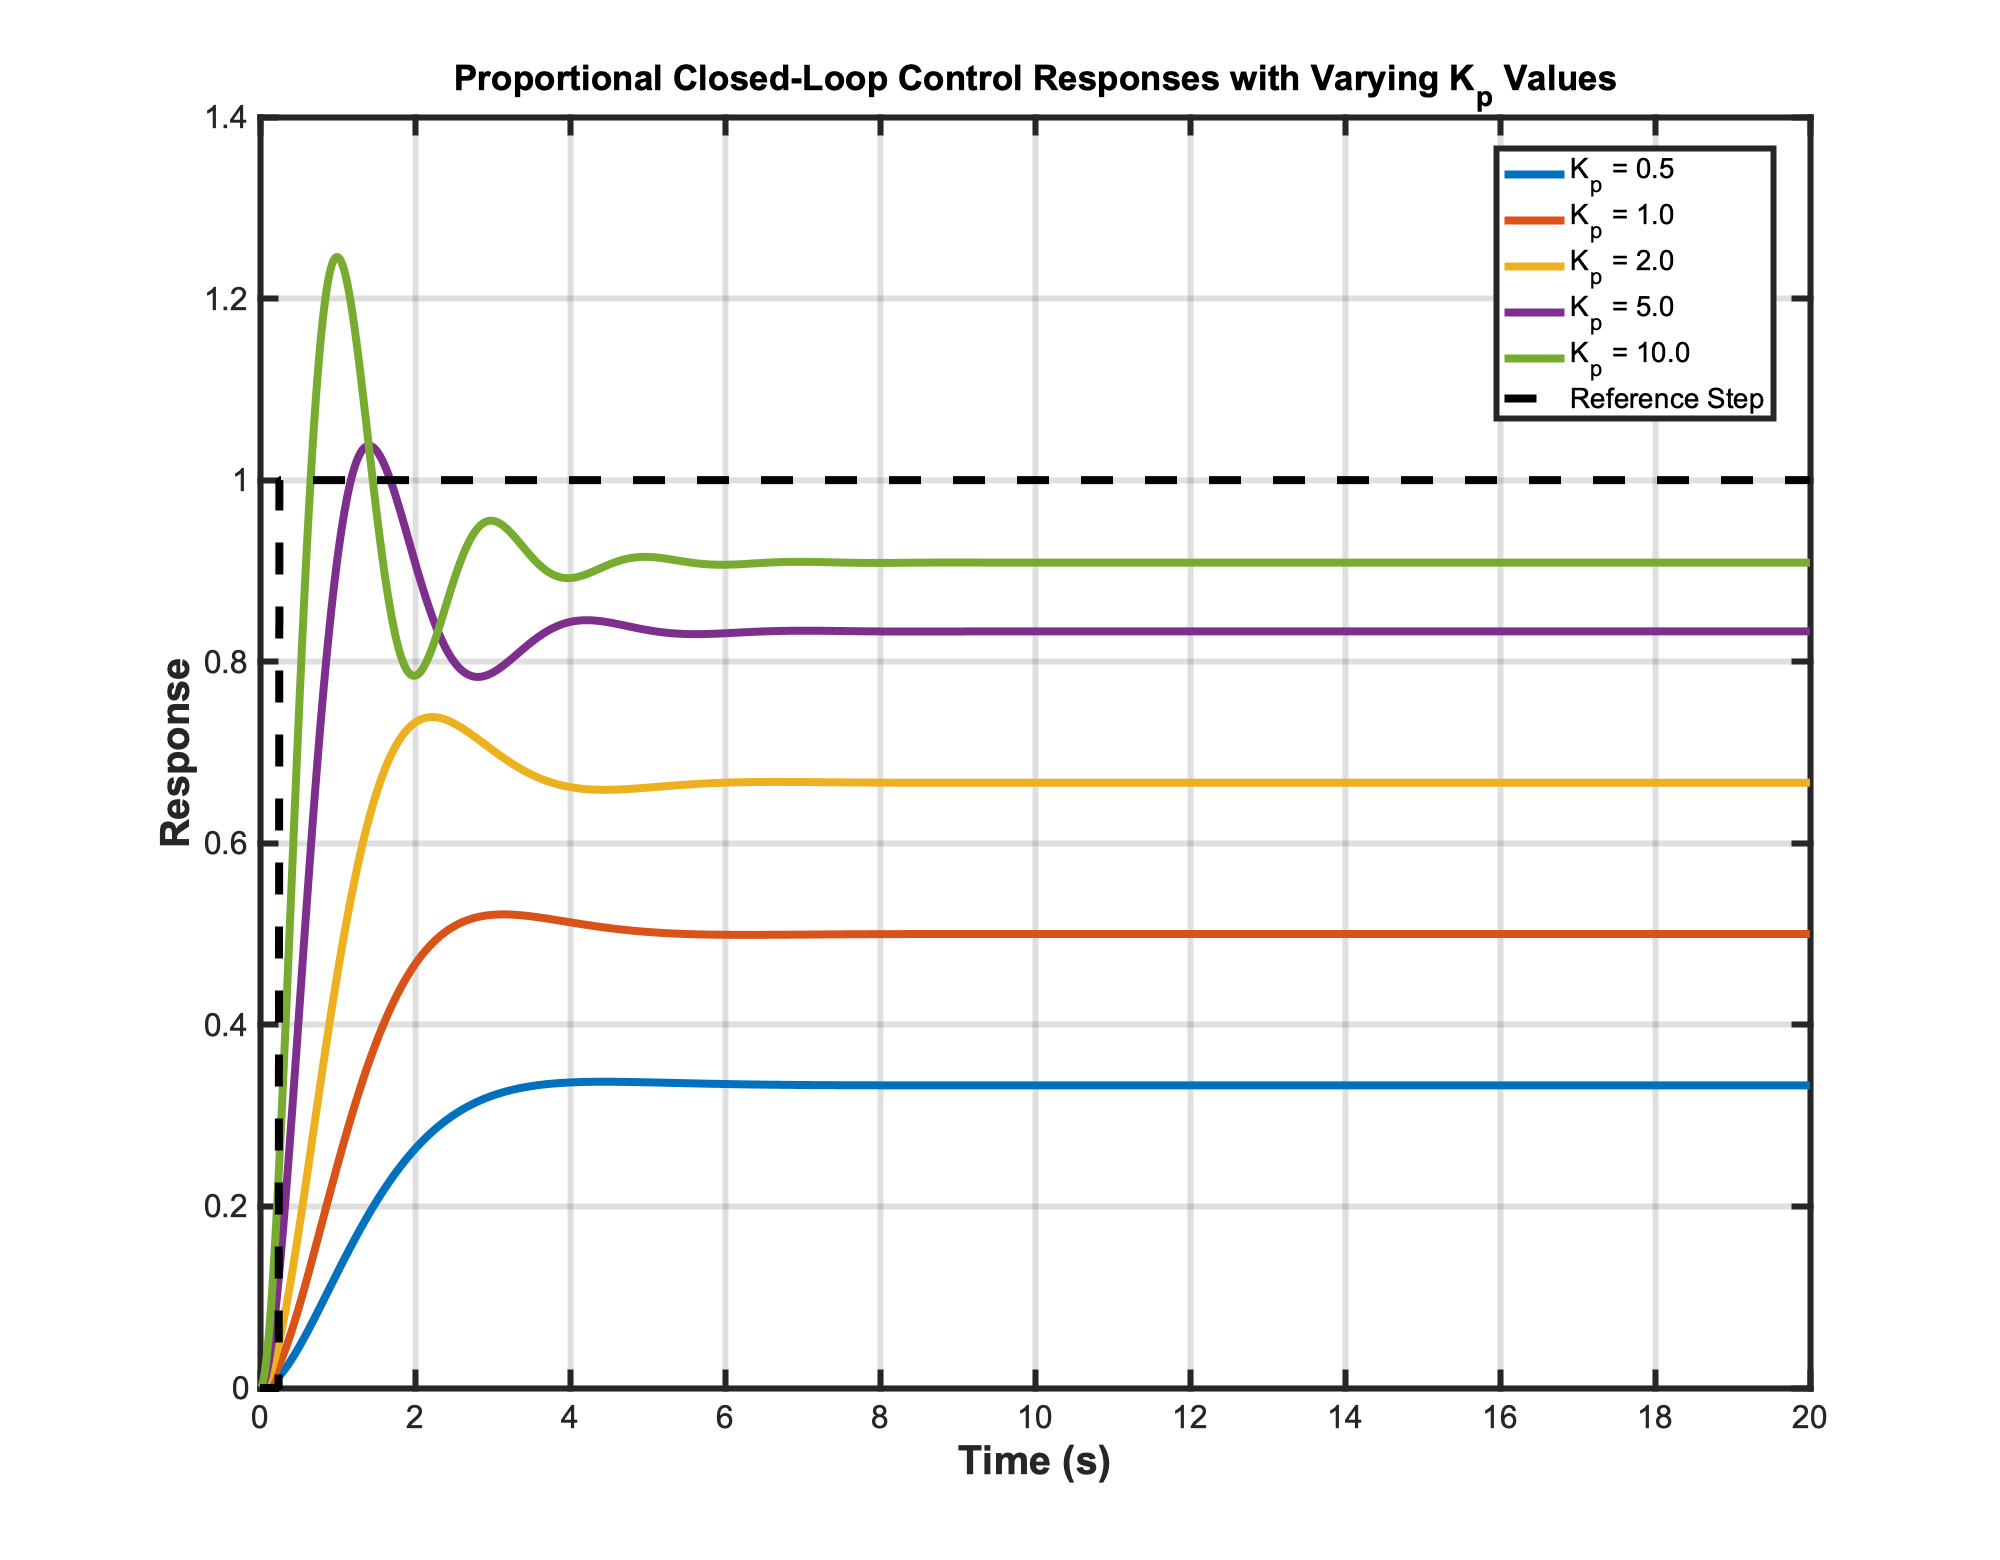 Proportional Closed-Loop Control Responses with Varying Kp Values
1.4
1.2
1
0.8
0.6
0.4
0.2
0
Response
Kp = 0.5
Kp = 1.0
Kp = 2.0
Kp = 5.0
Kp = 10.0
Reference Step
0 2 4 6 8 10 12 14 16 18 20
Time (s)